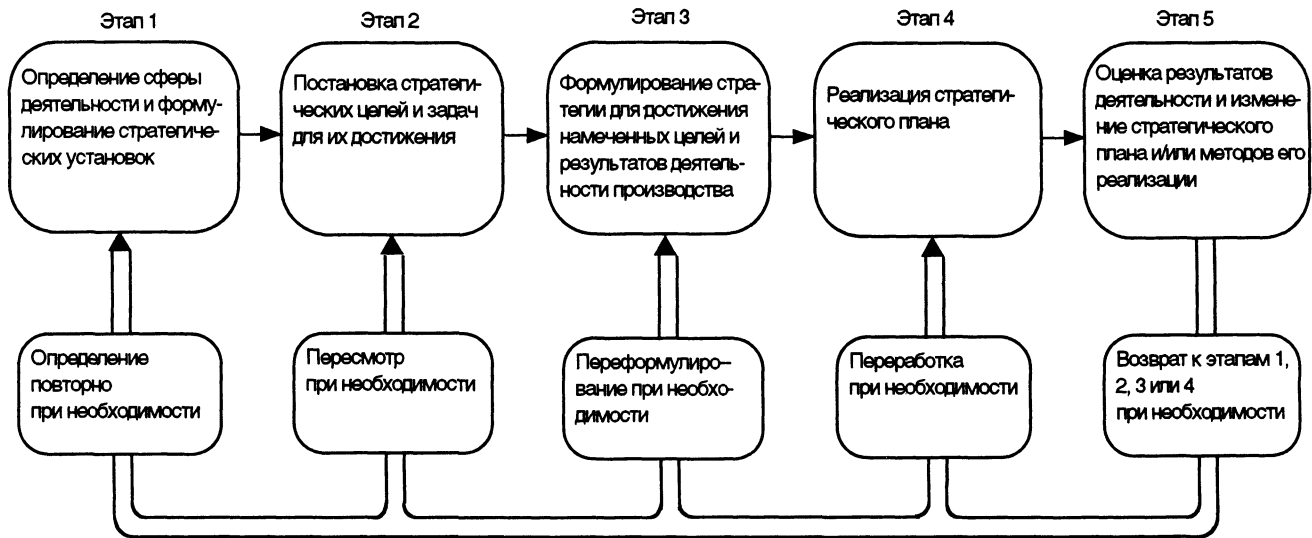 Этап 1
Определение сферы
деятельности и форму-
лирование стратегиче-
ских установок
Этап 2
Постановка стратеги-
ческих целей и задач
для их достижения
Этап 3
Формулирование стра-
тегии для достижения
намеченных целей и
результатов деятель-
ности производства
Этап 4
Реализация стратеги-
ческого плана
Этап 5
Оценка результатов
деятельности и измене-
ние стратегического
плана и/или методов его
реализации
Определение
повторно
при необходимости
Пересмотр
при необходимости
Переформулиро-
вание при необхо-
димости
Переработка
при необходимости
Возврат к этапам 1,
2, 3 или 4
при необходимости